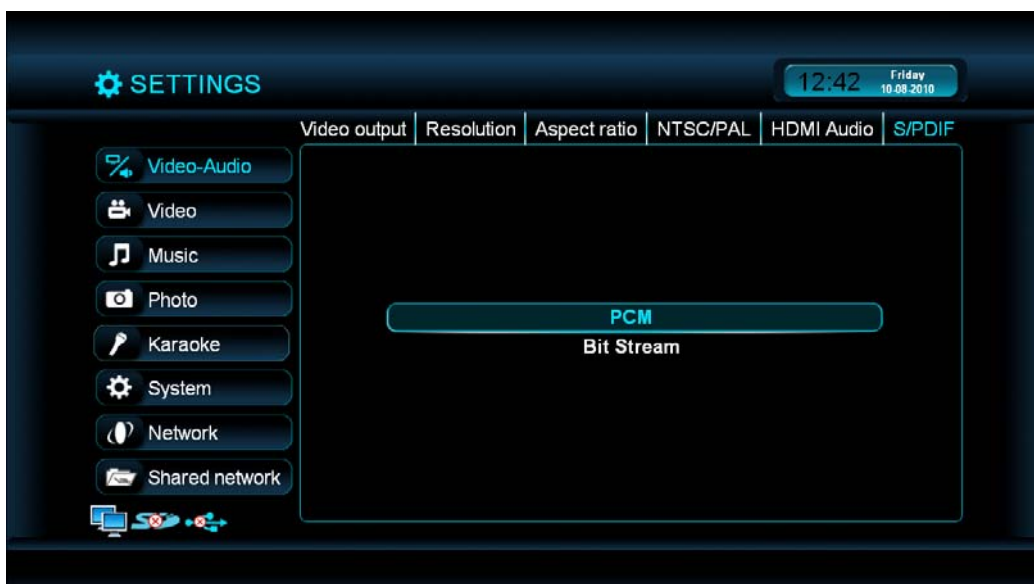 SETTINGS
12:42
Friday
10-08-2010
Video output
Resolution
Aspect ratio
NTSC/PAL
HDMI Audio
S/PDIF
Video-Audio
Video
Music
Photo
Karaoke
System
Network
Shared network
PCM
Bit Stream